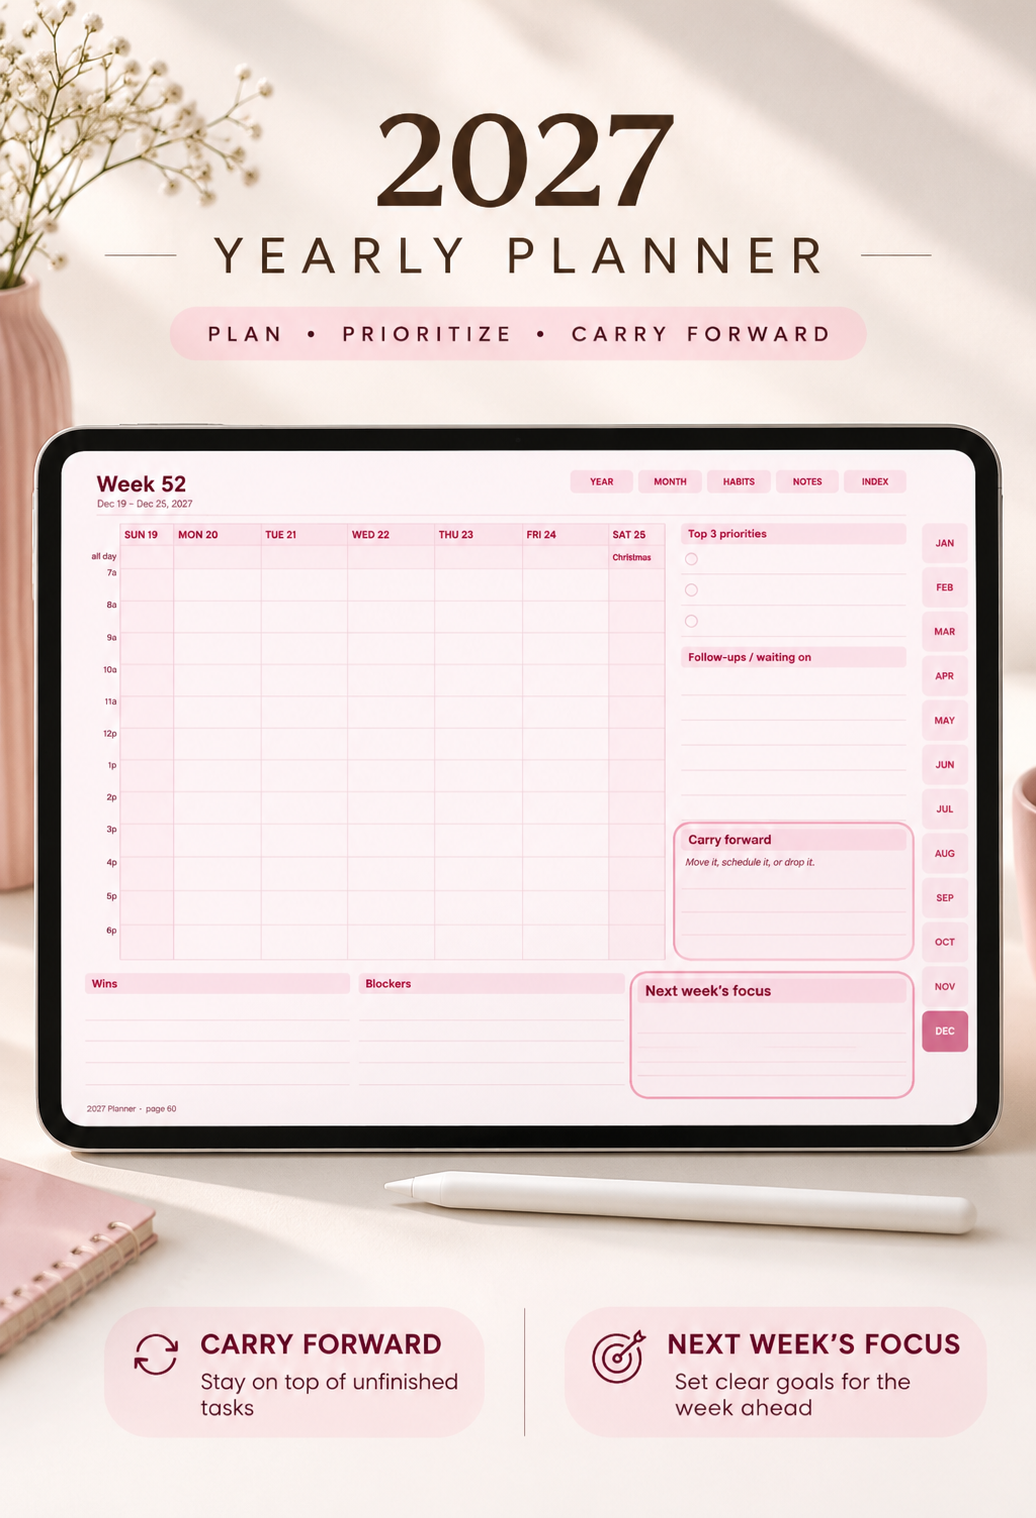 2027
YEARLY PLANNER
PLAN • PRIORITIZE • CARRY FORWARD
Week 52
Dec 19 – Dec 25, 2027
YEAR
MONTH
HABITS
NOTES
INDEX
SUN 19
MON 20
TUE 21
WED 22
THU 23
FRI 24
SAT 25
all day
Christmas
7a
8a
9a
10a
11a
12p
1p
2p
3p
4p
5p
6p
Top 3 priorities
Follow-ups / waiting on
Carry forward
Move it, schedule it, or drop it.
JAN
FEB
MAR
APR
MAY
JUN
JUL
AUG
SEP
OCT
NOV
DEC
Wins
Blockers
Next week’s focus
2027 Planner - page 60
CARRY FORWARD
Stay on top of unfinished
tasks
NEXT WEEK’S FOCUS
Set clear goals for the
week ahead